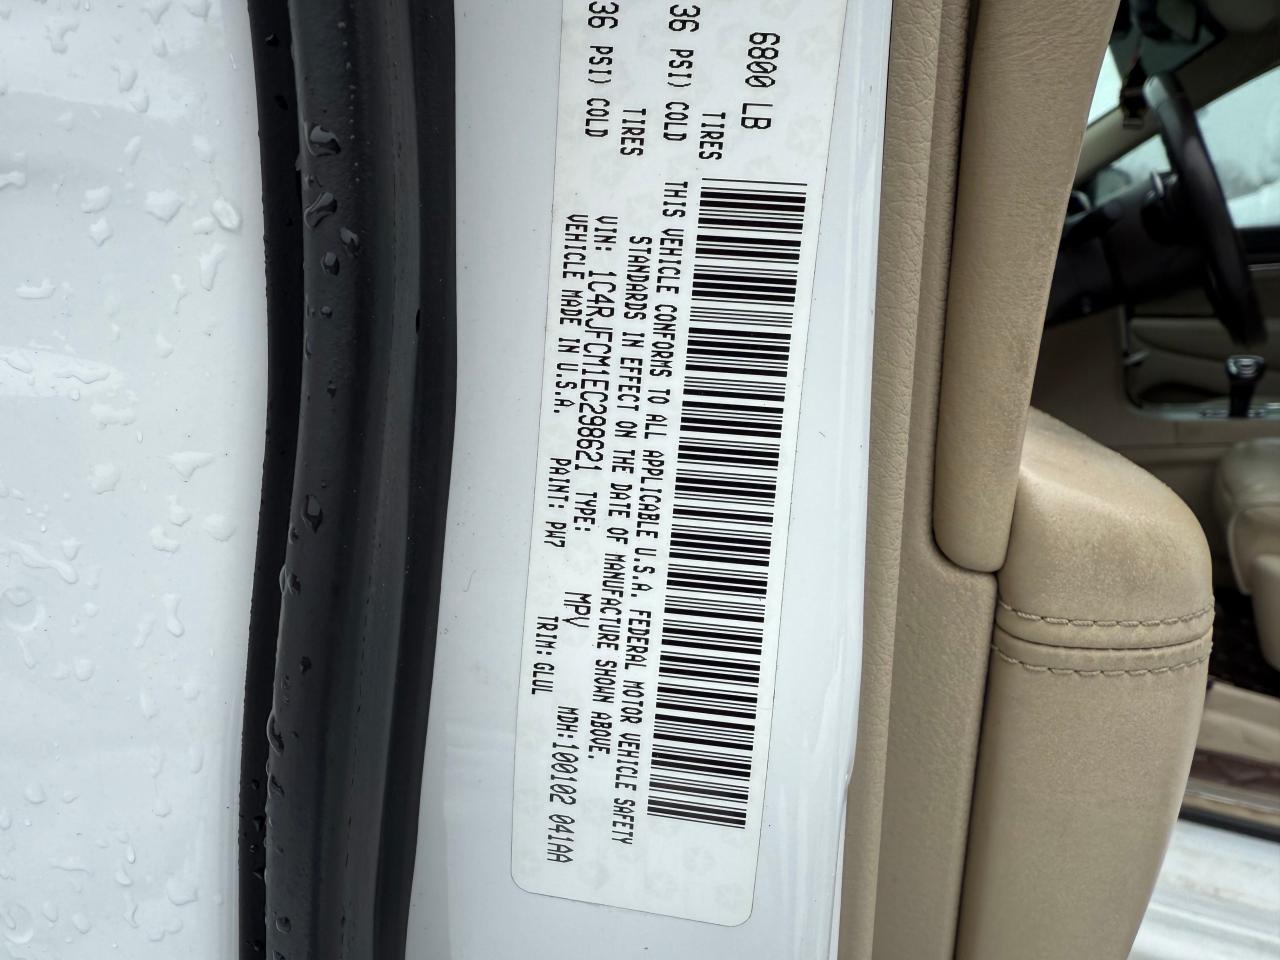 6800 LB
TIRES
36 PSI) COLD
TIRES
36 PSI) COLD
THIS VEHICLE CONFORMS TO ALL APPLICABLE U.S.A. FEDERAL MOTOR VEHICLE SAFETY
STANDARDS IN EFFECT ON THE DATE OF MANUFACTURE SHOWN ABOVE.
VIN: 1C4RJFCM1EC298621 TYPE: MPV MDH:100102 041AA
VEHICLE MADE IN U.S.A. PAINT: PW7 TRIM: GLUL